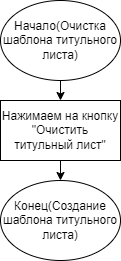 Начало(Очистка
шаблона титульного
листа)
Нажимаем на кнопку
"Очистить
титульный лист"
Конец(Создание
шаблона титульного
листа)